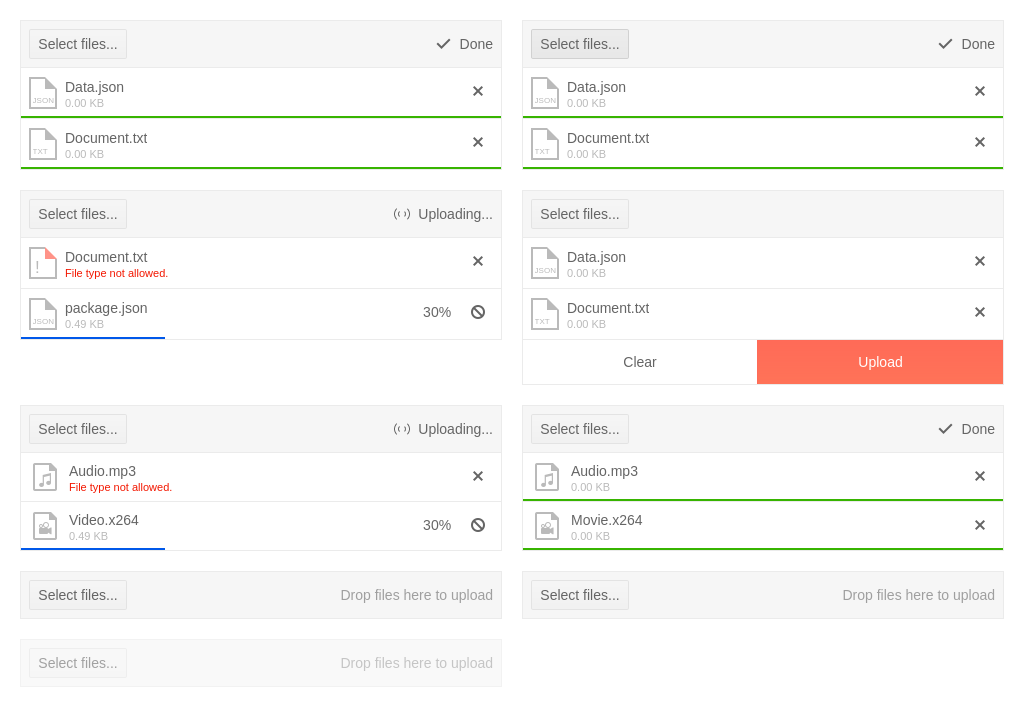 Select files... Done
JSON Data.json
0.00 KB
TXT Document.txt
0.00 KB
Select files... Done
JSON Data.json
0.00 KB
TXT Document.txt
0.00 KB
Select files... Uploading...
! Document.txt
File type not allowed.
JSON package.json 30%
0.49 KB
Select files...
JSON Data.json
0.00 KB
TXT Document.txt
0.00 KB
Clear Upload
Select files... Uploading...
Audio.mp3
File type not allowed.
Video.x264 30%
0.49 KB
Select files... Done
Audio.mp3
0.00 KB
Movie.x264
0.00 KB
Select files... Drop files here to upload
Select files... Drop files here to upload
Select files... Drop files here to upload